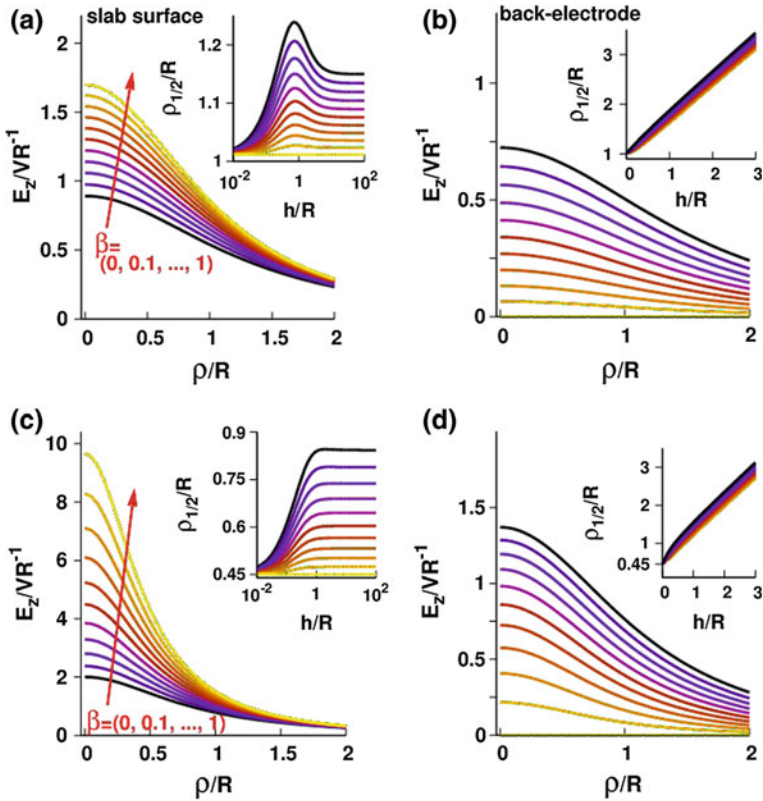 (a)
slab surface
2
1.5
1
0.5
0
E_z/VR^-1
0
0.5
1
1.5
2
ρ/R
β=
(0, 0.1, ..., 1)
1.2
1.1
1
ρ_1/2/R
10^-2
1
10^2
h/R
(b)
back-electrode
1
0.5
0
E_z/VR^-1
0
1
2
ρ/R
3
2
1
ρ_1/2/R
0
1
2
3
h/R
(c)
10
8
6
4
2
0
E_z/VR^-1
0
0.5
1
1.5
2
ρ/R
β=(0, 0.1, ..., 1)
0.9
0.75
0.6
0.45
ρ_1/2/R
10^-2
1
10^2
h/R
(d)
1.5
1
0.5
0
E_z/VR^-1
0
1
2
ρ/R
3
2
1
0.45
ρ_1/2/R
0
1
2
3
h/R